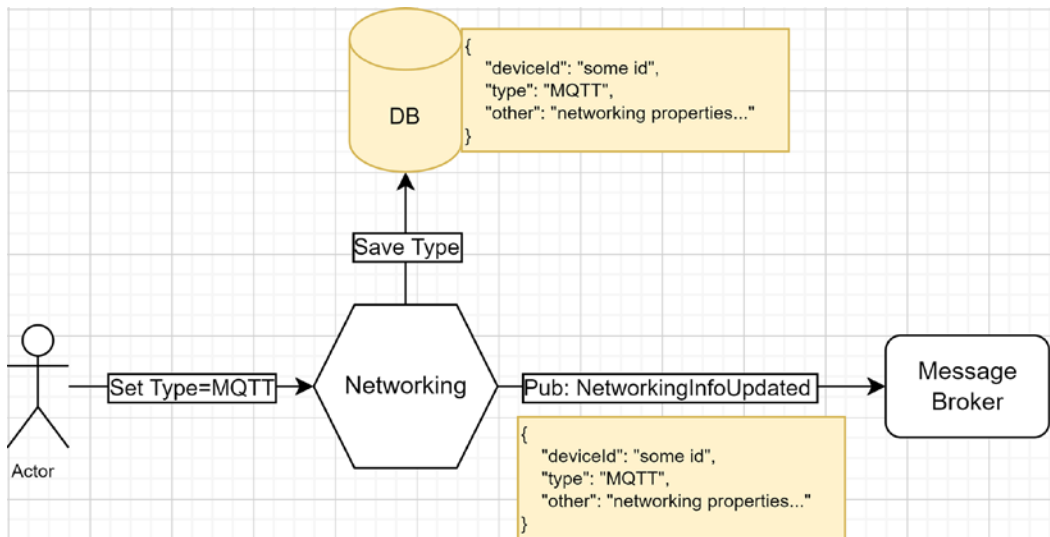 {
"deviceId": "some id",
"type": "MQTT",
"other": "networking properties..."
}
DB
Save Type
Actor
Set Type=MQTT
Networking
Pub: NetworkingInfoUpdated
Message
Broker
{
"deviceId": "some id",
"type": "MQTT",
"other": "networking properties..."
}